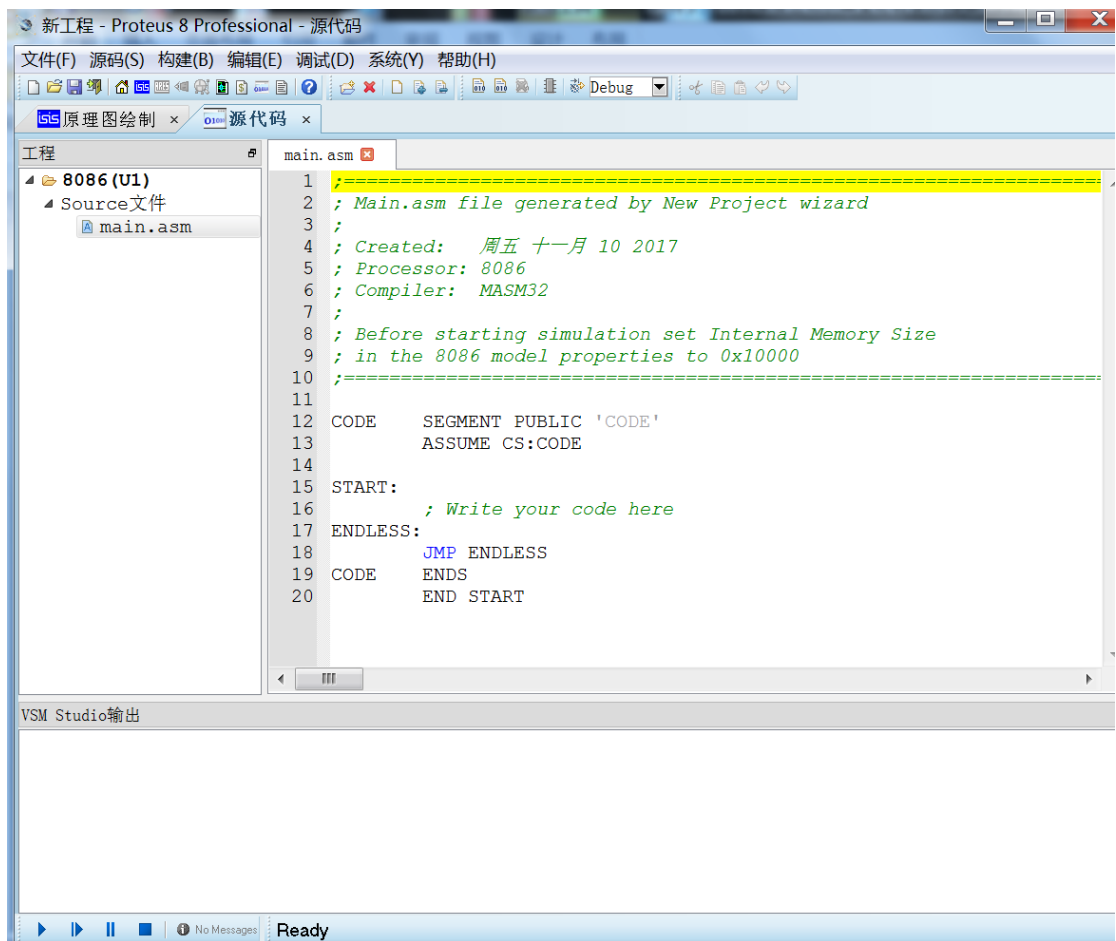 新工程 - Proteus 8 Professional - 源代码
文件(F) 源码(S) 构建(B) 编辑(E) 调试(D) 系统(Y) 帮助(H)
Debug
isis 原理图绘制 × 源代码 ×
工程
main.asm
8086(U1)
Source文件
main.asm
1 ;==============================================================================
2 ; Main.asm file generated by New Project wizard
3 ;
4 ; Created:   周五 十一月 10 2017
5 ; Processor: 8086
6 ; Compiler:  MASM32
7 ;
8 ; Before starting simulation set Internal Memory Size
9 ; in the 8086 model properties to 0x10000
10 ;==============================================================================
11
12 CODE    SEGMENT PUBLIC 'CODE'
13         ASSUME CS:CODE
14
15 START:
16         ; Write your code here
17 ENDLESS:
18         JMP ENDLESS
19 CODE    ENDS
20         END START
VSM Studio输出
No Messages Ready